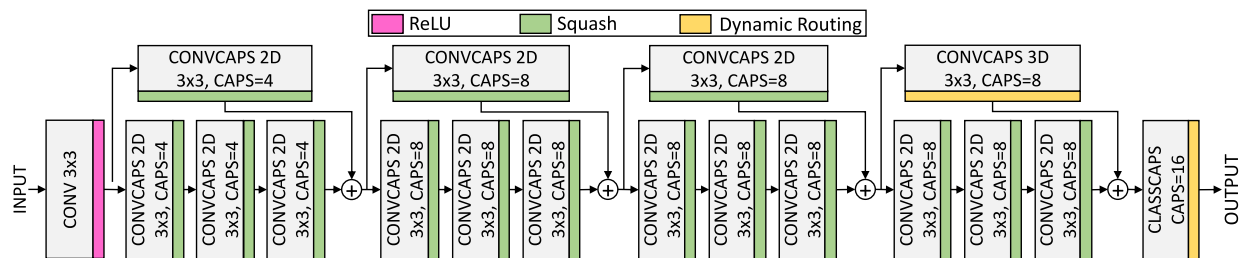 ReLU
Squash
Dynamic Routing
CONVCAPS 2D
3x3, CAPS=4
CONVCAPS 2D
3x3, CAPS=8
CONVCAPS 2D
3x3, CAPS=8
CONVCAPS 3D
3x3, CAPS=8
INPUT
CONV 3x3
CONVCAPS 2D
3x3, CAPS=4
CONVCAPS 2D
3x3, CAPS=4
CONVCAPS 2D
3x3, CAPS=4
CONVCAPS 2D
3x3, CAPS=8
CONVCAPS 2D
3x3, CAPS=8
CONVCAPS 2D
3x3, CAPS=8
CONVCAPS 2D
3x3, CAPS=8
CONVCAPS 2D
3x3, CAPS=8
CONVCAPS 2D
3x3, CAPS=8
CONVCAPS 2D
3x3, CAPS=8
CONVCAPS 2D
3x3, CAPS=8
CONVCAPS 2D
3x3, CAPS=8
CLASSCAPS
CAPS=16
OUTPUT